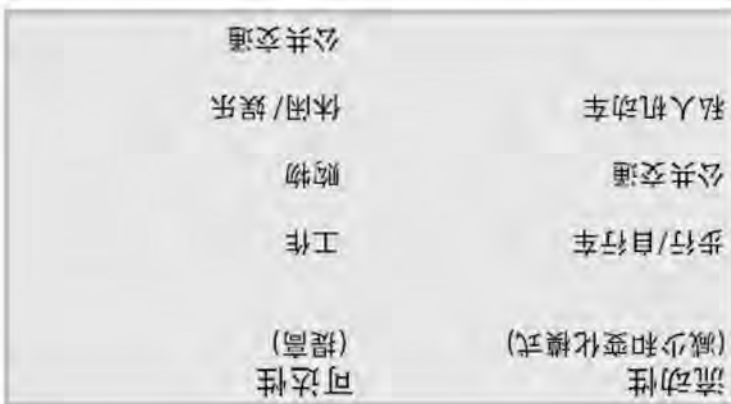 流动性 可达性
(减少和变化模式) (提高)
步行/自行车 工作
公共交通 购物
私人机动车 休闲/娱乐
公共交通